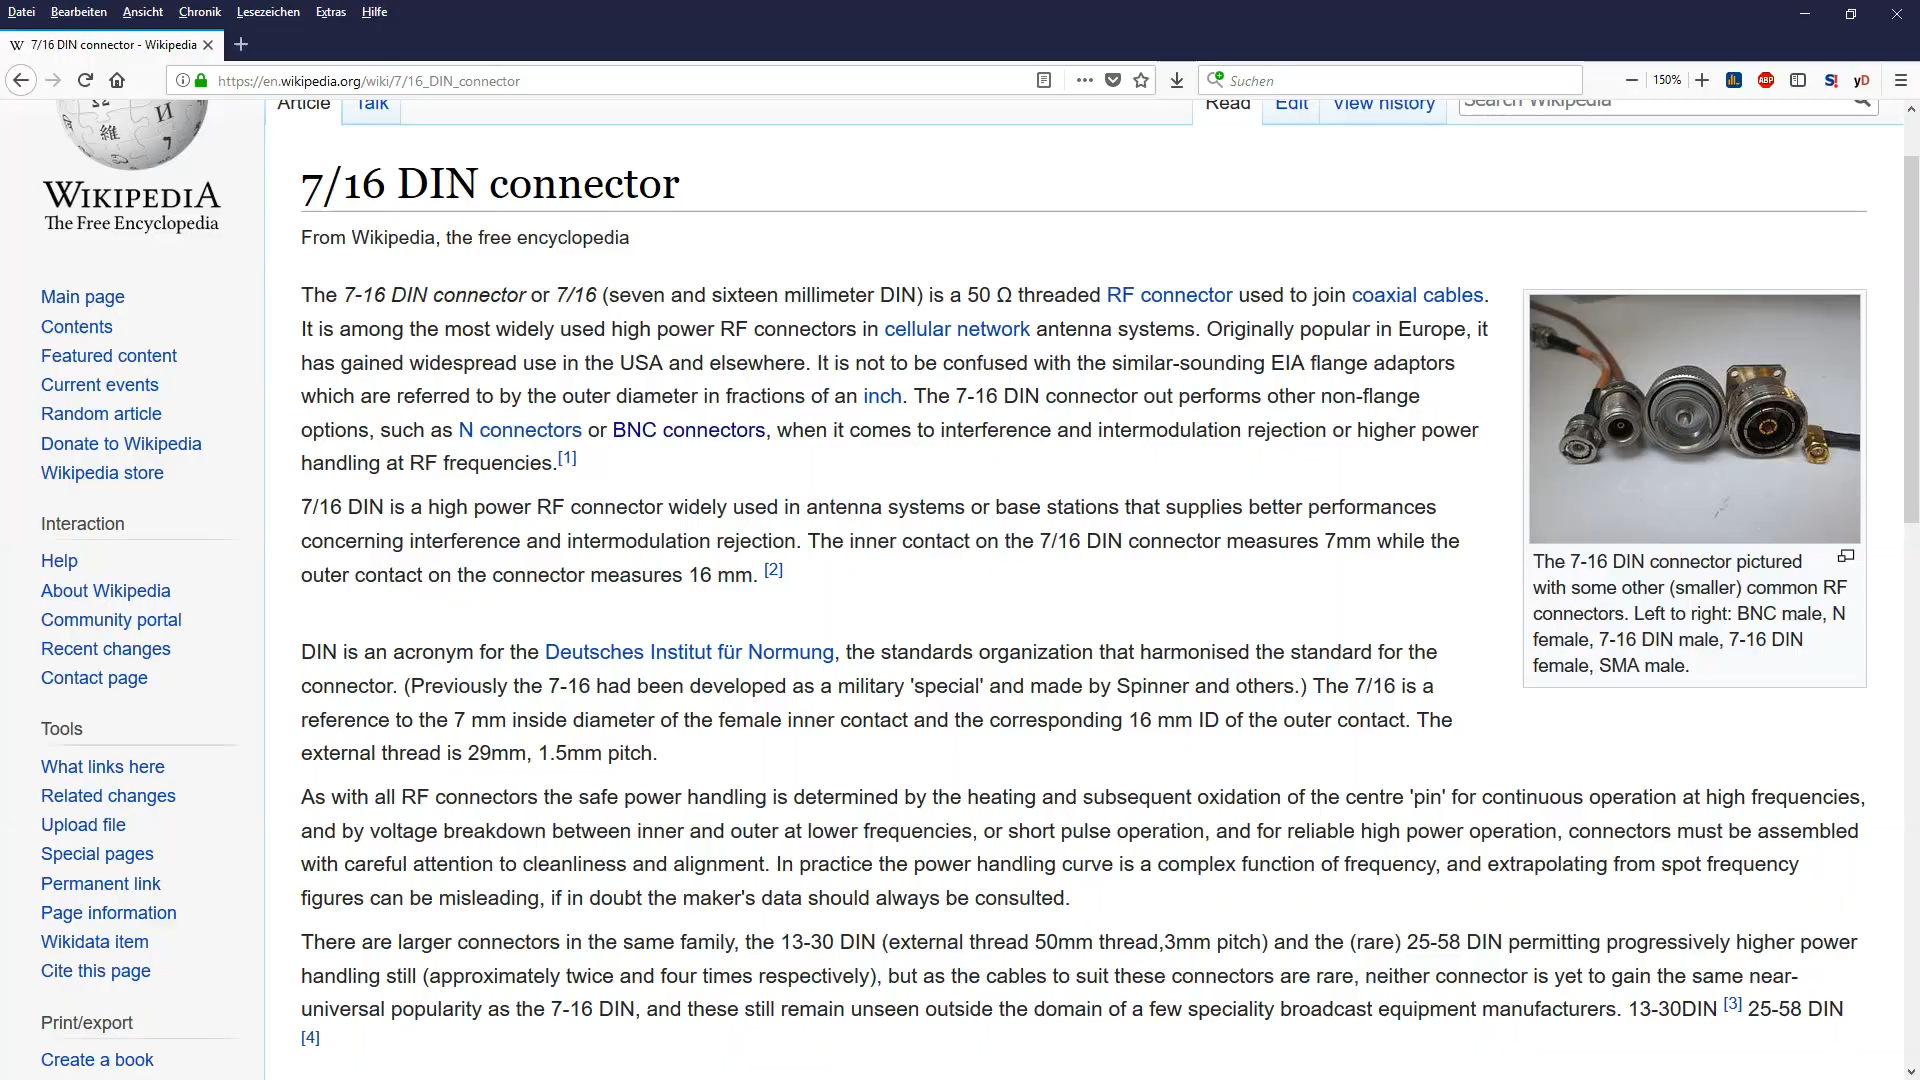 Datei Bearbeiten Ansicht Chronik Lesezeichen Extras Hilfe
W 7/16 DIN connector - Wikipedia
https://en.wikipedia.org/wiki/7/16_DIN_connector
Suchen
150%
ABP
S!
yD
Article Talk
Read Edit View history
Search Wikipedia
WIKIPEDIA
The Free Encyclopedia
Main page
Contents
Featured content
Current events
Random article
Donate to Wikipedia
Wikipedia store
Interaction
Help
About Wikipedia
Community portal
Recent changes
Contact page
Tools
What links here
Related changes
Upload file
Special pages
Permanent link
Page information
Wikidata item
Cite this page
Print/export
Create a book
7/16 DIN connector
From Wikipedia, the free encyclopedia
The 7-16 DIN connector or 7/16 (seven and sixteen millimeter DIN) is a 50 Ω threaded RF connector used to join coaxial cables.
It is among the most widely used high power RF connectors in cellular network antenna systems. Originally popular in Europe, it
has gained widespread use in the USA and elsewhere. It is not to be confused with the similar-sounding EIA flange adaptors
which are referred to by the outer diameter in fractions of an inch. The 7-16 DIN connector out performs other non-flange
options, such as N connectors or BNC connectors, when it comes to interference and intermodulation rejection or higher power
handling at RF frequencies.[1]
7/16 DIN is a high power RF connector widely used in antenna systems or base stations that supplies better performances
concerning interference and intermodulation rejection. The inner contact on the 7/16 DIN connector measures 7mm while the
outer contact on the connector measures 16 mm. [2]
DIN is an acronym for the Deutsches Institut für Normung, the standards organization that harmonised the standard for the
connector. (Previously the 7-16 had been developed as a military 'special' and made by Spinner and others.) The 7/16 is a
reference to the 7 mm inside diameter of the female inner contact and the corresponding 16 mm ID of the outer contact. The
external thread is 29mm, 1.5mm pitch.
As with all RF connectors the safe power handling is determined by the heating and subsequent oxidation of the centre 'pin' for continuous operation at high frequencies,
and by voltage breakdown between inner and outer at lower frequencies, or short pulse operation, and for reliable high power operation, connectors must be assembled
with careful attention to cleanliness and alignment. In practice the power handling curve is a complex function of frequency, and extrapolating from spot frequency
figures can be misleading, if in doubt the maker's data should always be consulted.
There are larger connectors in the same family, the 13-30 DIN (external thread 50mm thread,3mm pitch) and the (rare) 25-58 DIN permitting progressively higher power
handling still (approximately twice and four times respectively), but as the cables to suit these connectors are rare, neither connector is yet to gain the same near-
universal popularity as the 7-16 DIN, and these still remain unseen outside the domain of a few speciality broadcast equipment manufacturers. 13-30DIN [3] 25-58 DIN
[4]
The 7-16 DIN connector pictured
with some other (smaller) common RF
connectors. Left to right: BNC male, N
female, 7-16 DIN male, 7-16 DIN
female, SMA male.